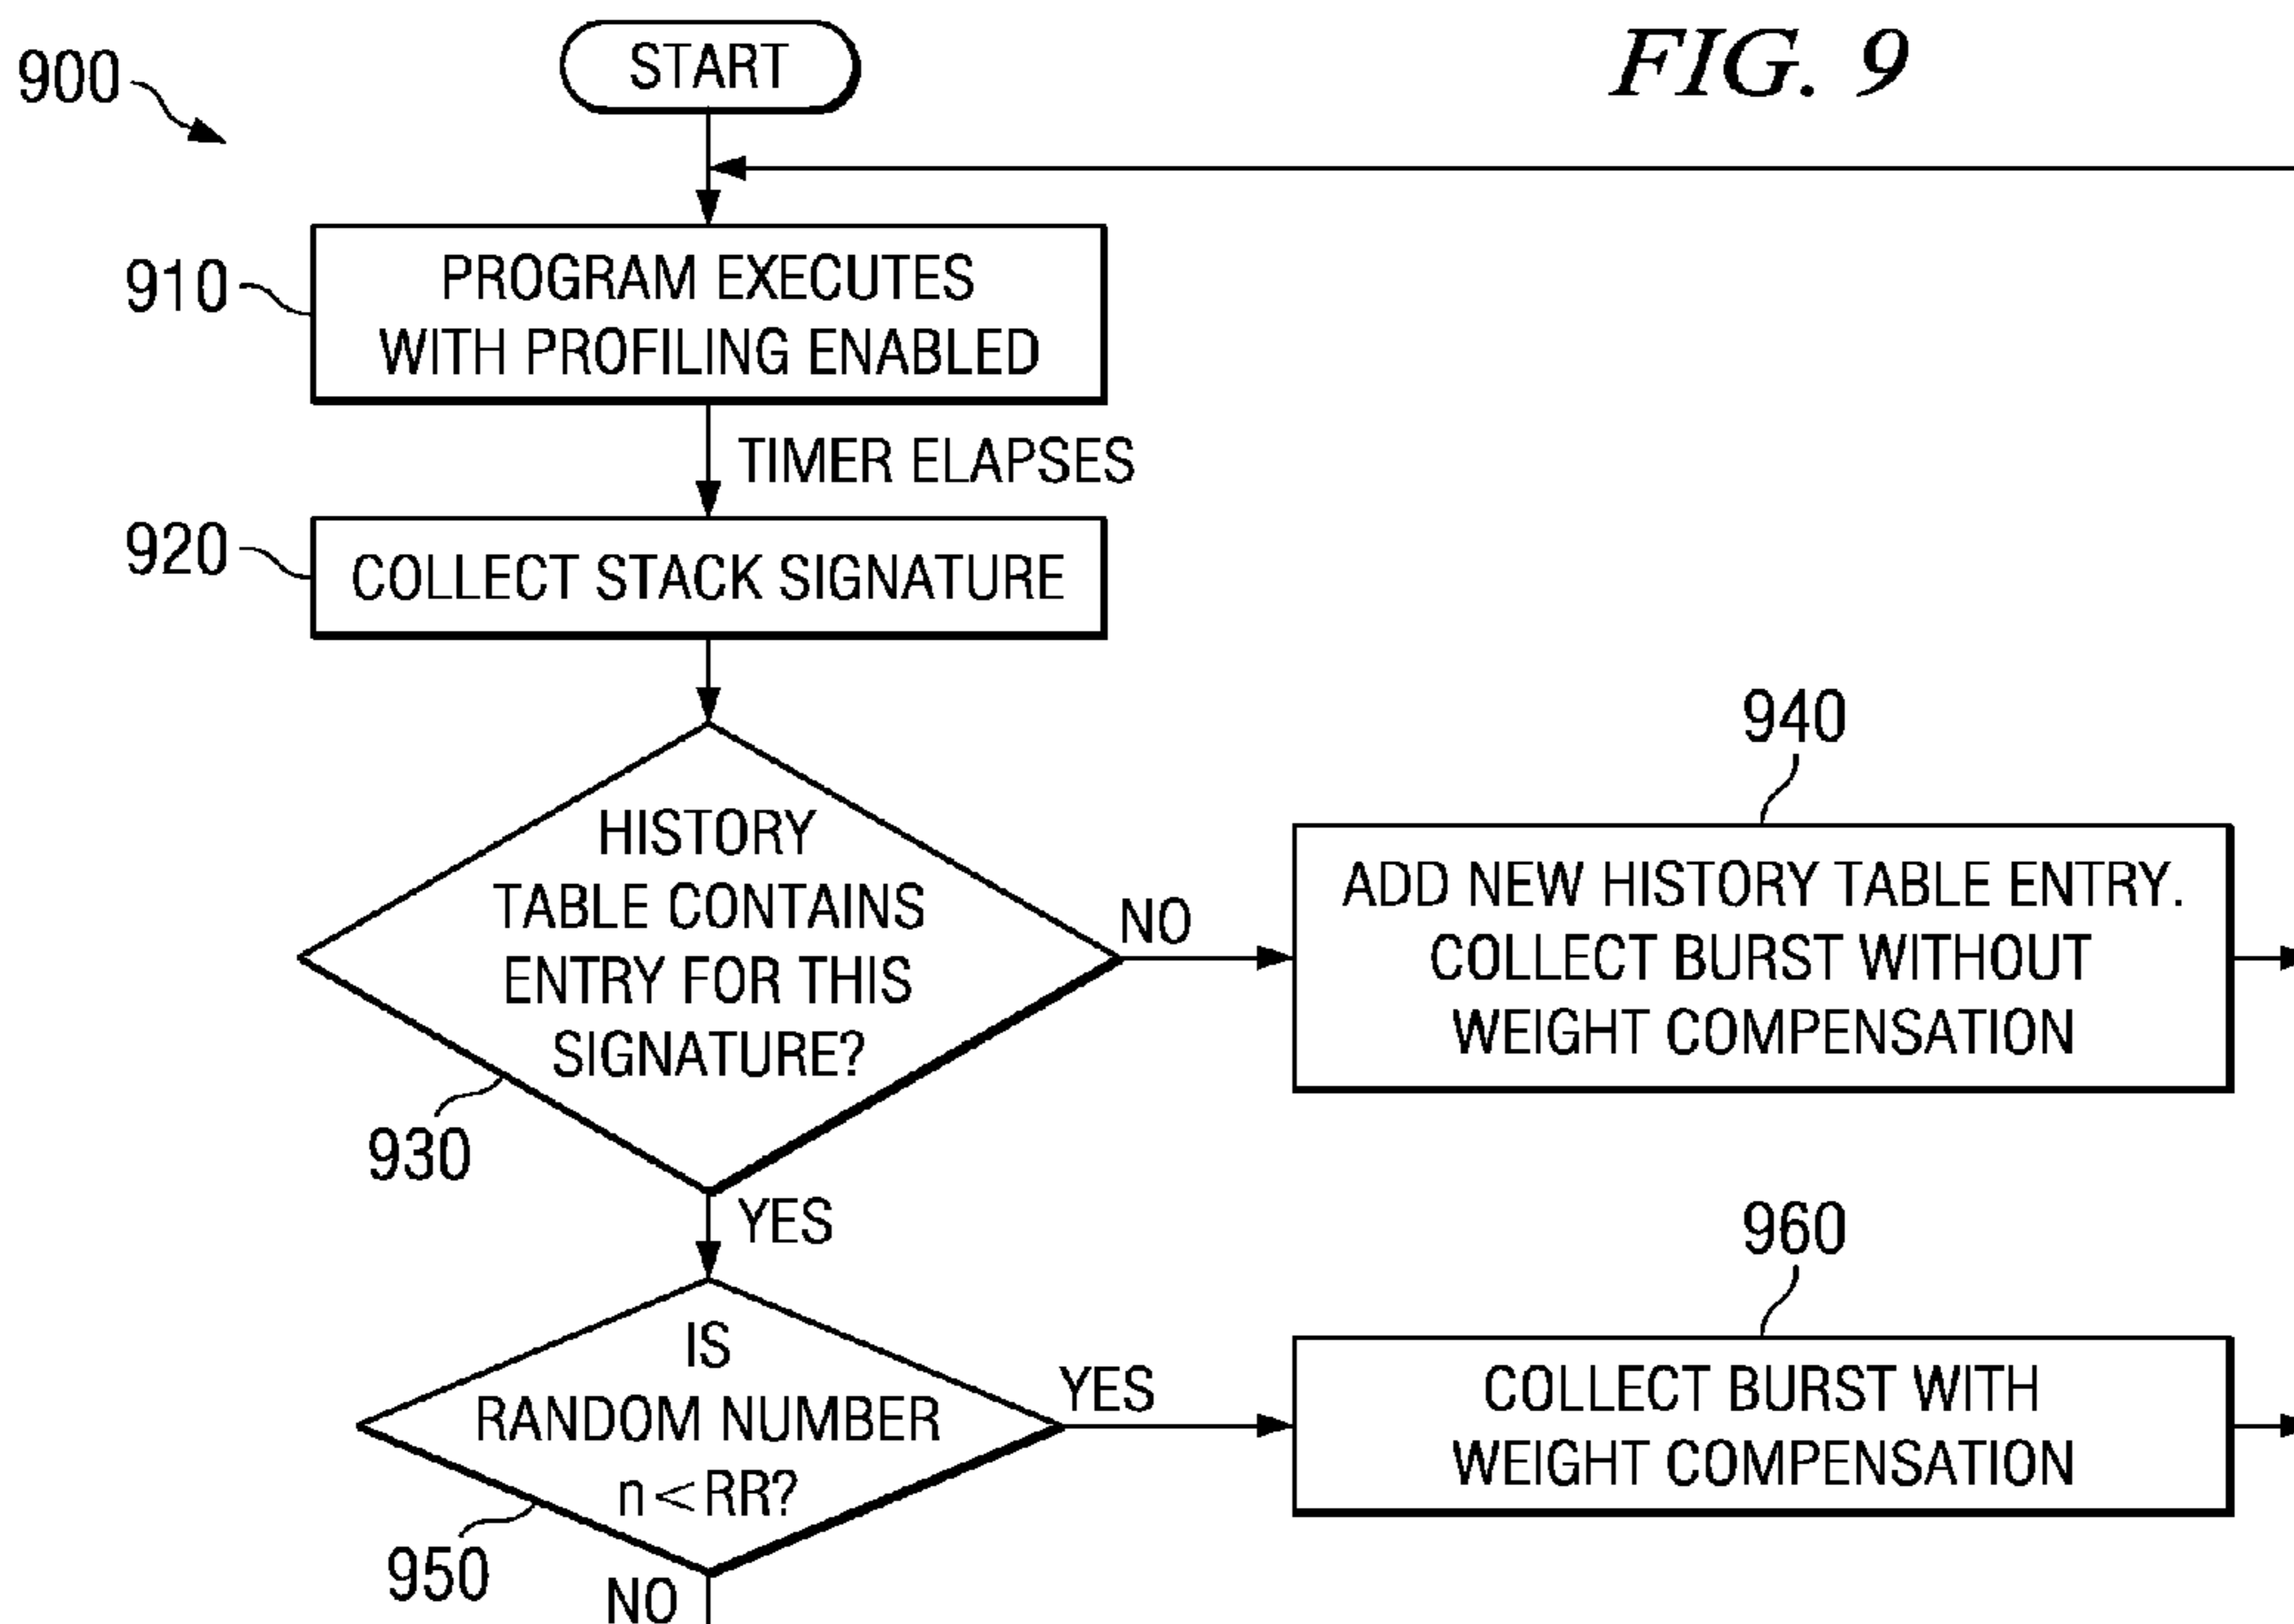 FIG. 9
900
START
910
PROGRAM EXECUTES
WITH PROFILING ENABLED
TIMER ELAPSES
920
COLLECT STACK SIGNATURE
HISTORY
TABLE CONTAINS
ENTRY FOR THIS
SIGNATURE?
930
NO
940
ADD NEW HISTORY TABLE ENTRY.
COLLECT BURST WITHOUT
WEIGHT COMPENSATION
YES
IS
RANDOM NUMBER
n<RR?
950
YES
960
COLLECT BURST WITH
WEIGHT COMPENSATION
NO